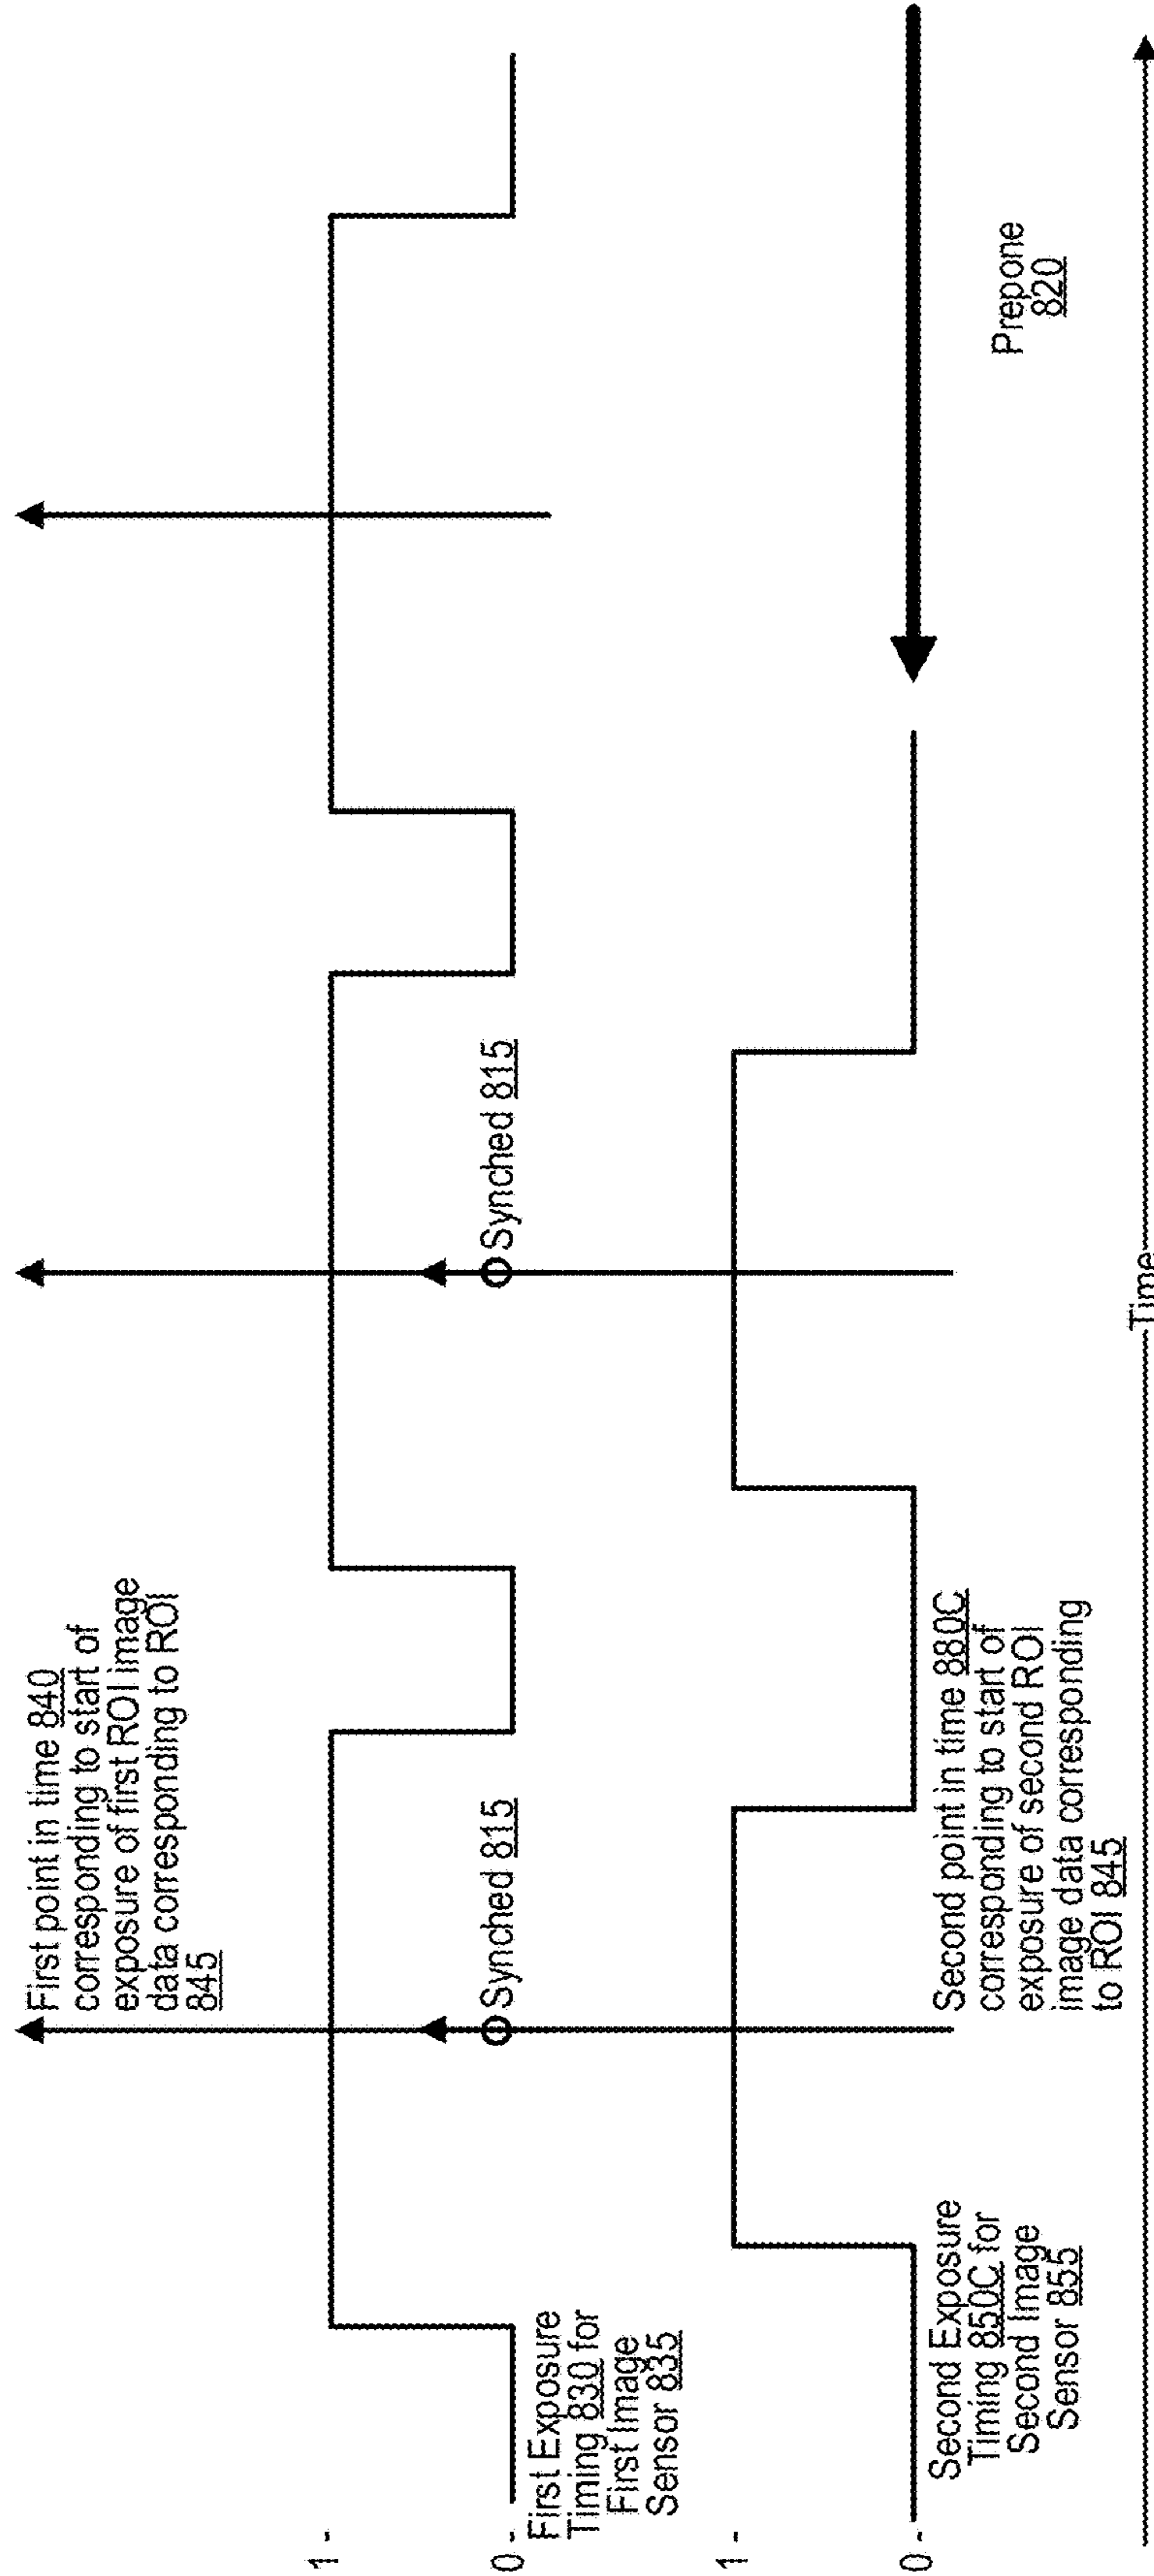 First point in time 840
corresponding to start of
exposure of first ROI image
data corresponding to ROI
845
1 -
0 -
Synched 815
Synched 815
First Exposure
Timing 830 for
First Image
Sensor 835
1 -
0 -
Second Exposure
Timing 850C for
Second Image
Sensor 855
Second point in time 880C
corresponding to start of
exposure of second ROI
image data corresponding
to ROI 845
Prepone
820
Time